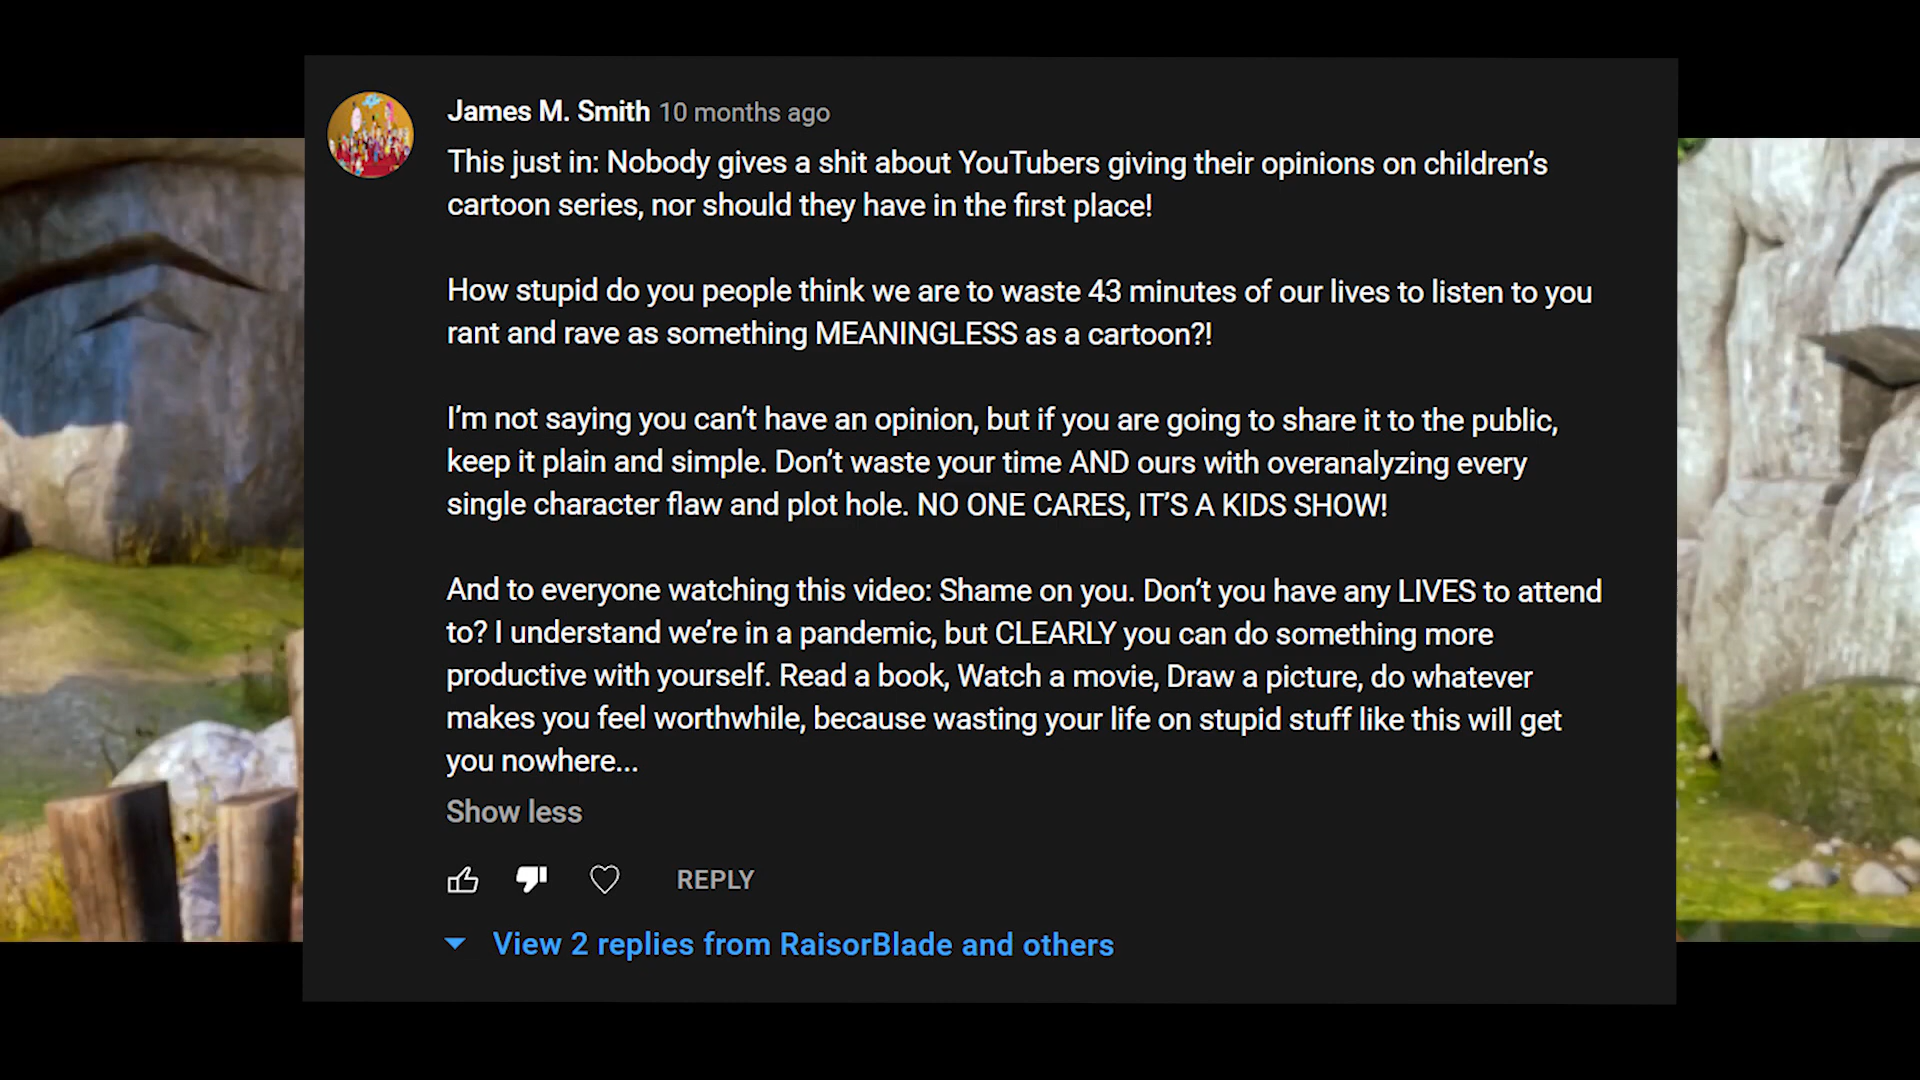 James M. Smith 10 months ago
This just in: Nobody gives a shit about YouTubers giving their opinions on children’s
cartoon series, nor should they have in the first place!
How stupid do you people think we are to waste 43 minutes of our lives to listen to you
rant and rave as something MEANINGLESS as a cartoon?!
I’m not saying you can’t have an opinion, but if you are going to share it to the public,
keep it plain and simple. Don’t waste your time AND ours with overanalyzing every
single character flaw and plot hole. NO ONE CARES, IT’S A KIDS SHOW!
And to everyone watching this video: Shame on you. Don’t you have any LIVES to attend
to? I understand we’re in a pandemic, but CLEARLY you can do something more
productive with yourself. Read a book, Watch a movie, Draw a picture, do whatever
makes you feel worthwhile, because wasting your life on stupid stuff like this will get
you nowhere...
Show less
REPLY
View 2 replies from RaisorBlade and others